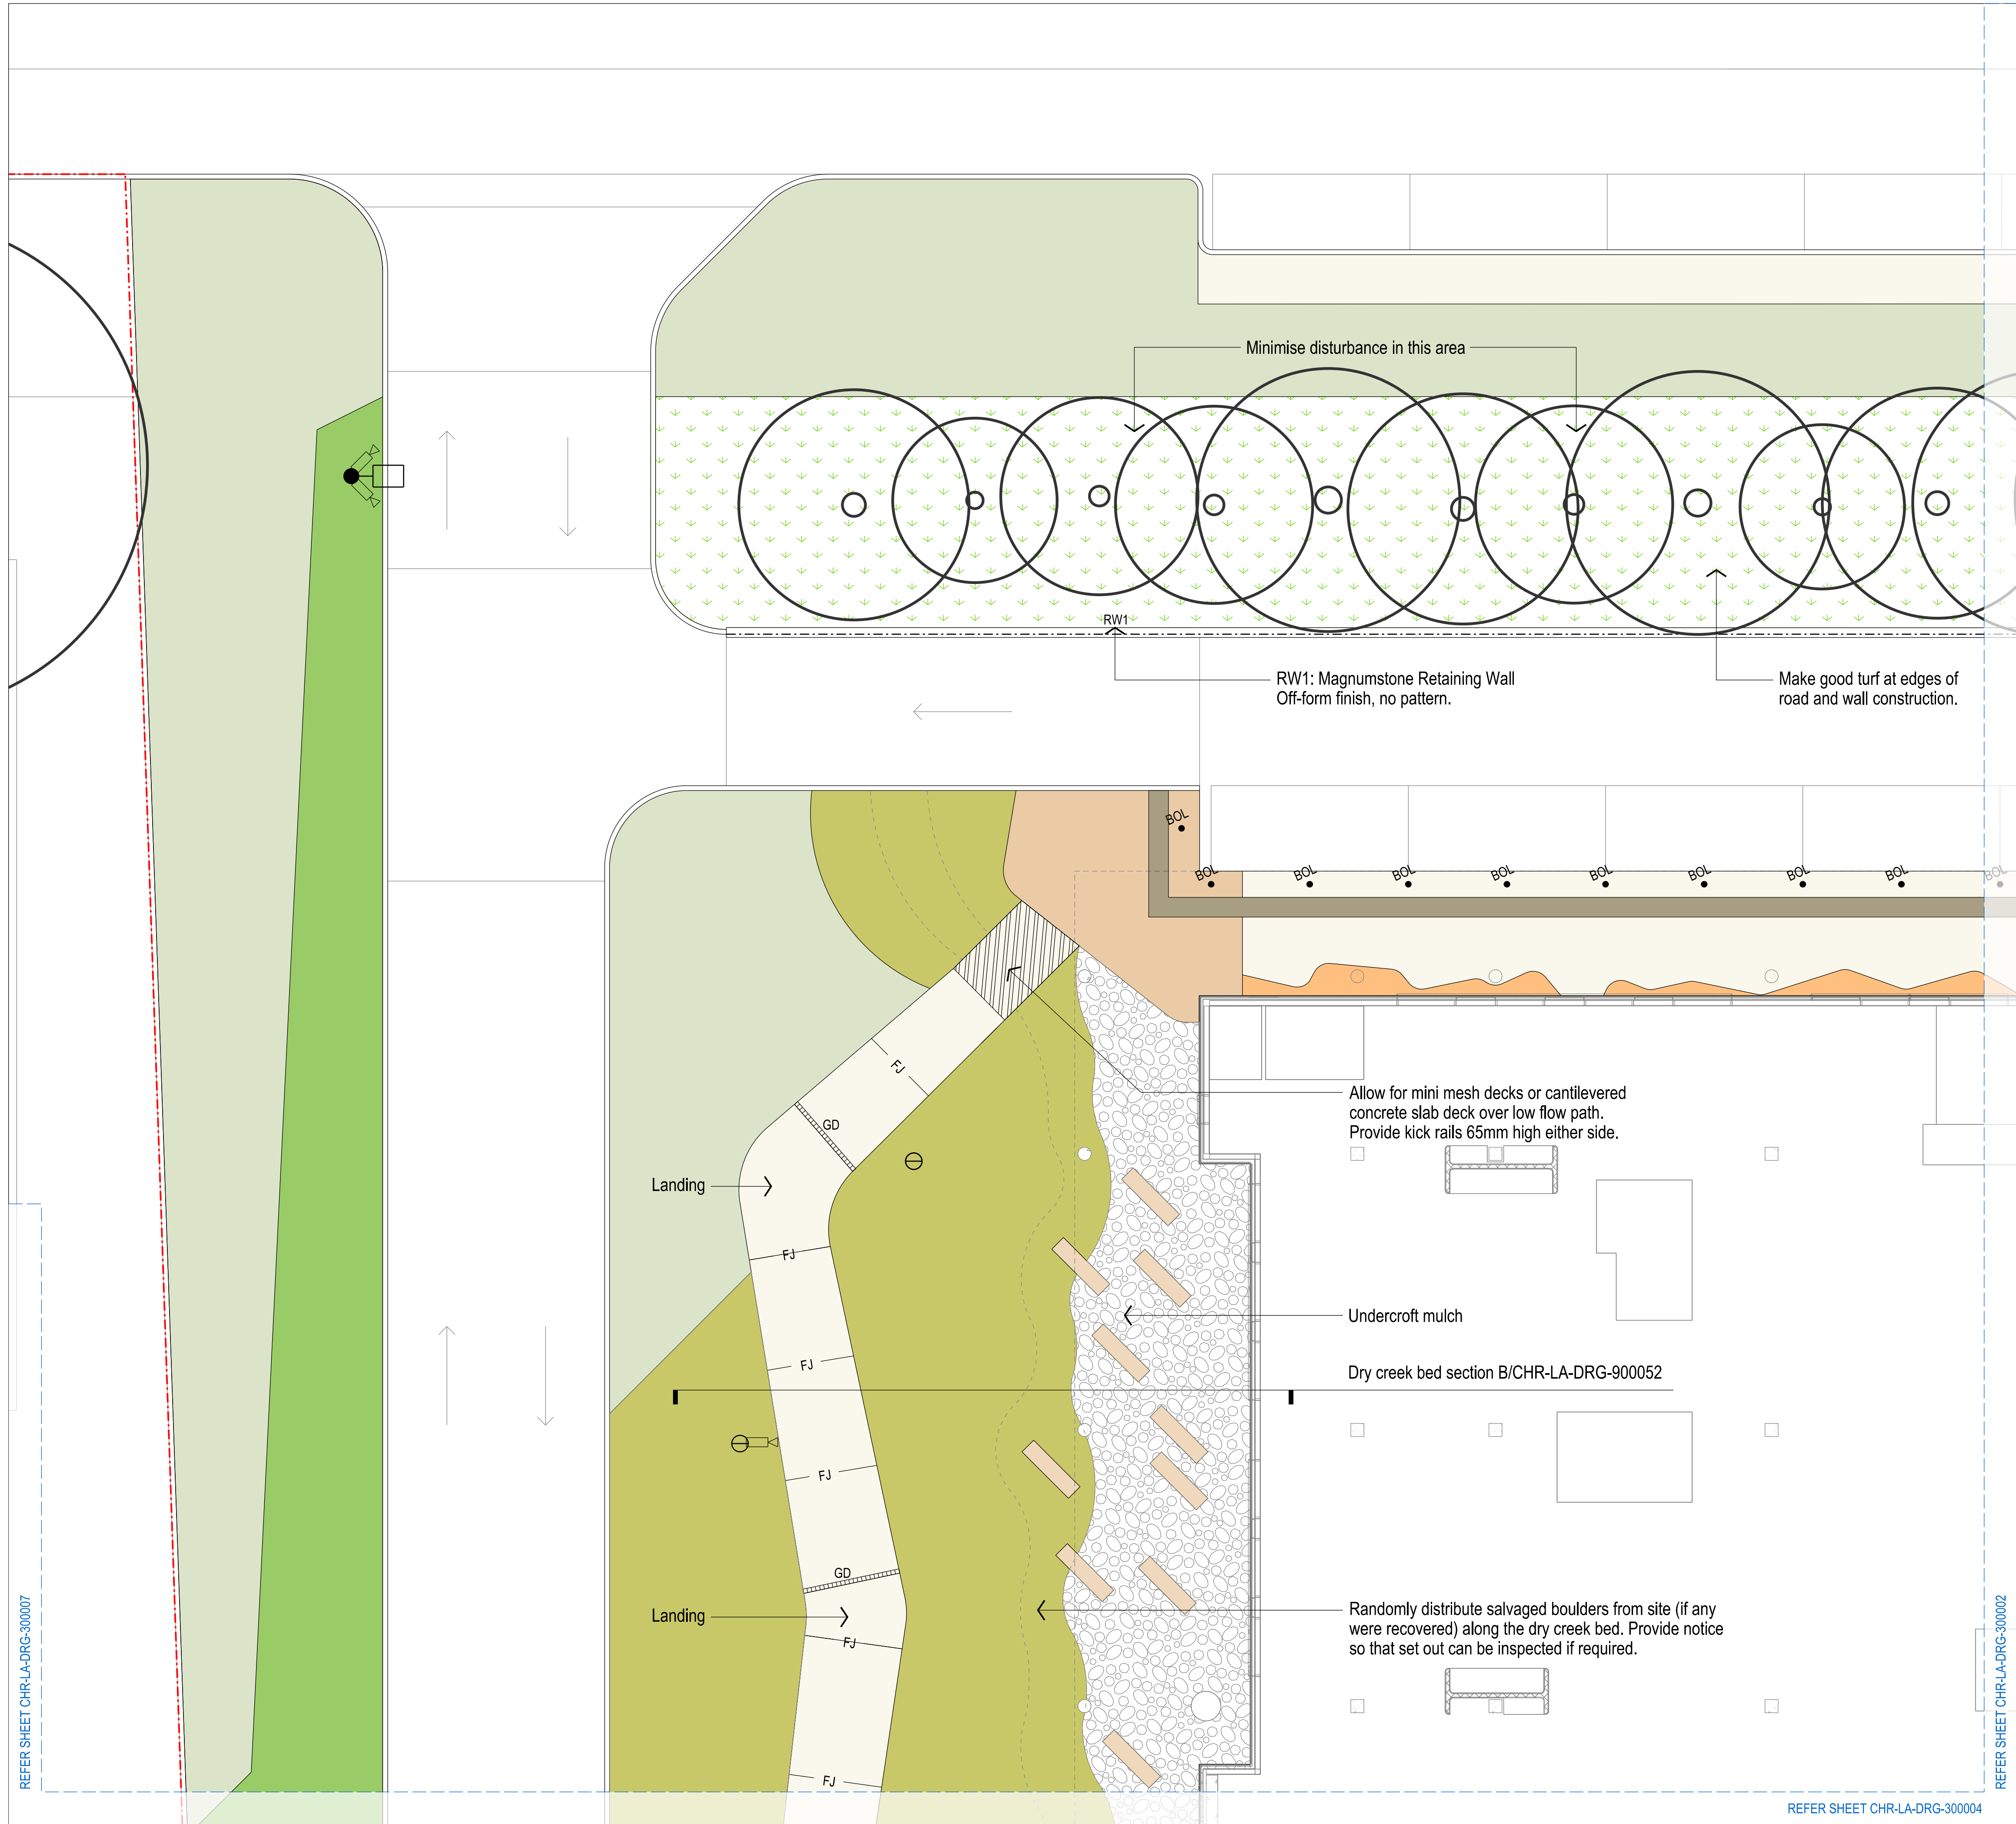 Minimise disturbance in this area
RW1
RW1: Magnumstone Retaining Wall
Off-form finish, no pattern.
Make good turf at edges of
road and wall construction.
BOL
BOL
BOL
BOL
BOL
BOL
BOL
BOL
BOL
BOL
FJ
Allow for mini mesh decks or cantilevered
concrete slab deck over low flow path.
Provide kick rails 65mm high either side.
GD
Landing
FJ
Undercroft mulch
FJ
Dry creek bed section B/CHR-LA-DRG-900052
FJ
GD
Landing
Randomly distribute salvaged boulders from site (if any
were recovered) along the dry creek bed. Provide notice
so that set out can be inspected if required.
FJ
FJ
REFER SHEET CHR-LA-DRG-300007
REFER SHEET CHR-LA-DRG-300002
REFER SHEET CHR-LA-DRG-300004